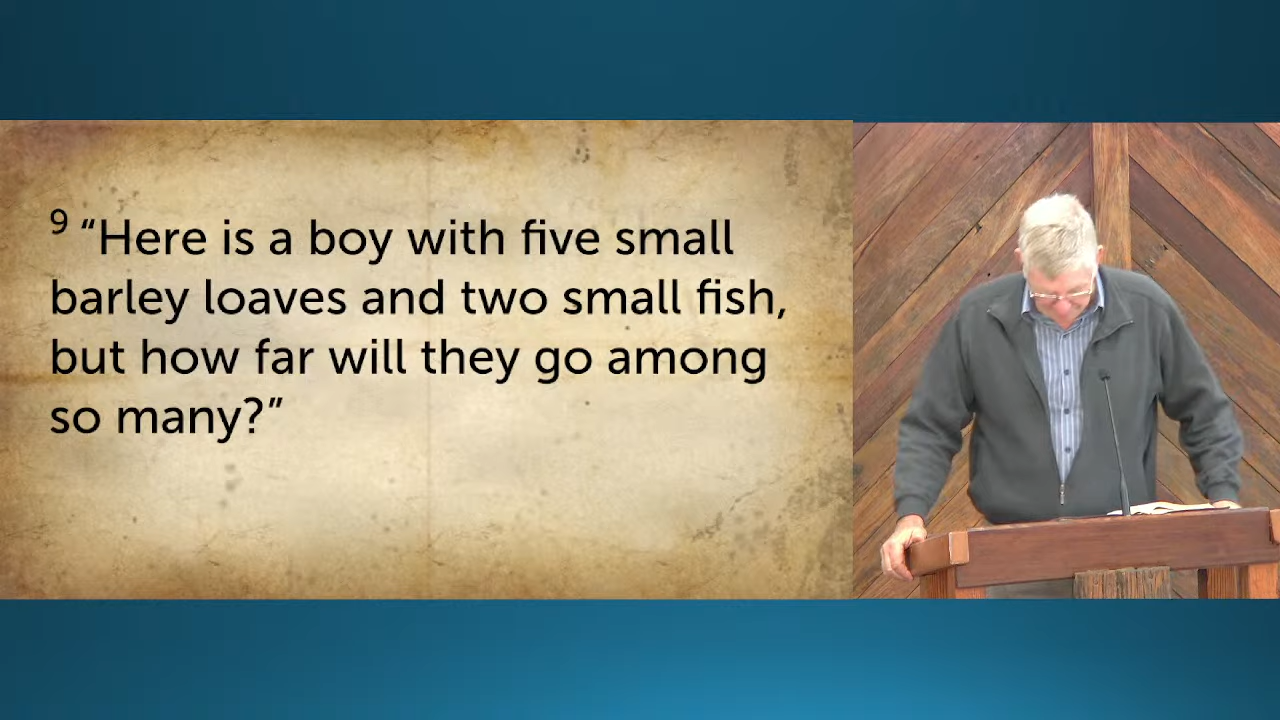 9 “Here is a boy with five small
barley loaves and two small fish,
but how far will they go among
so many?”